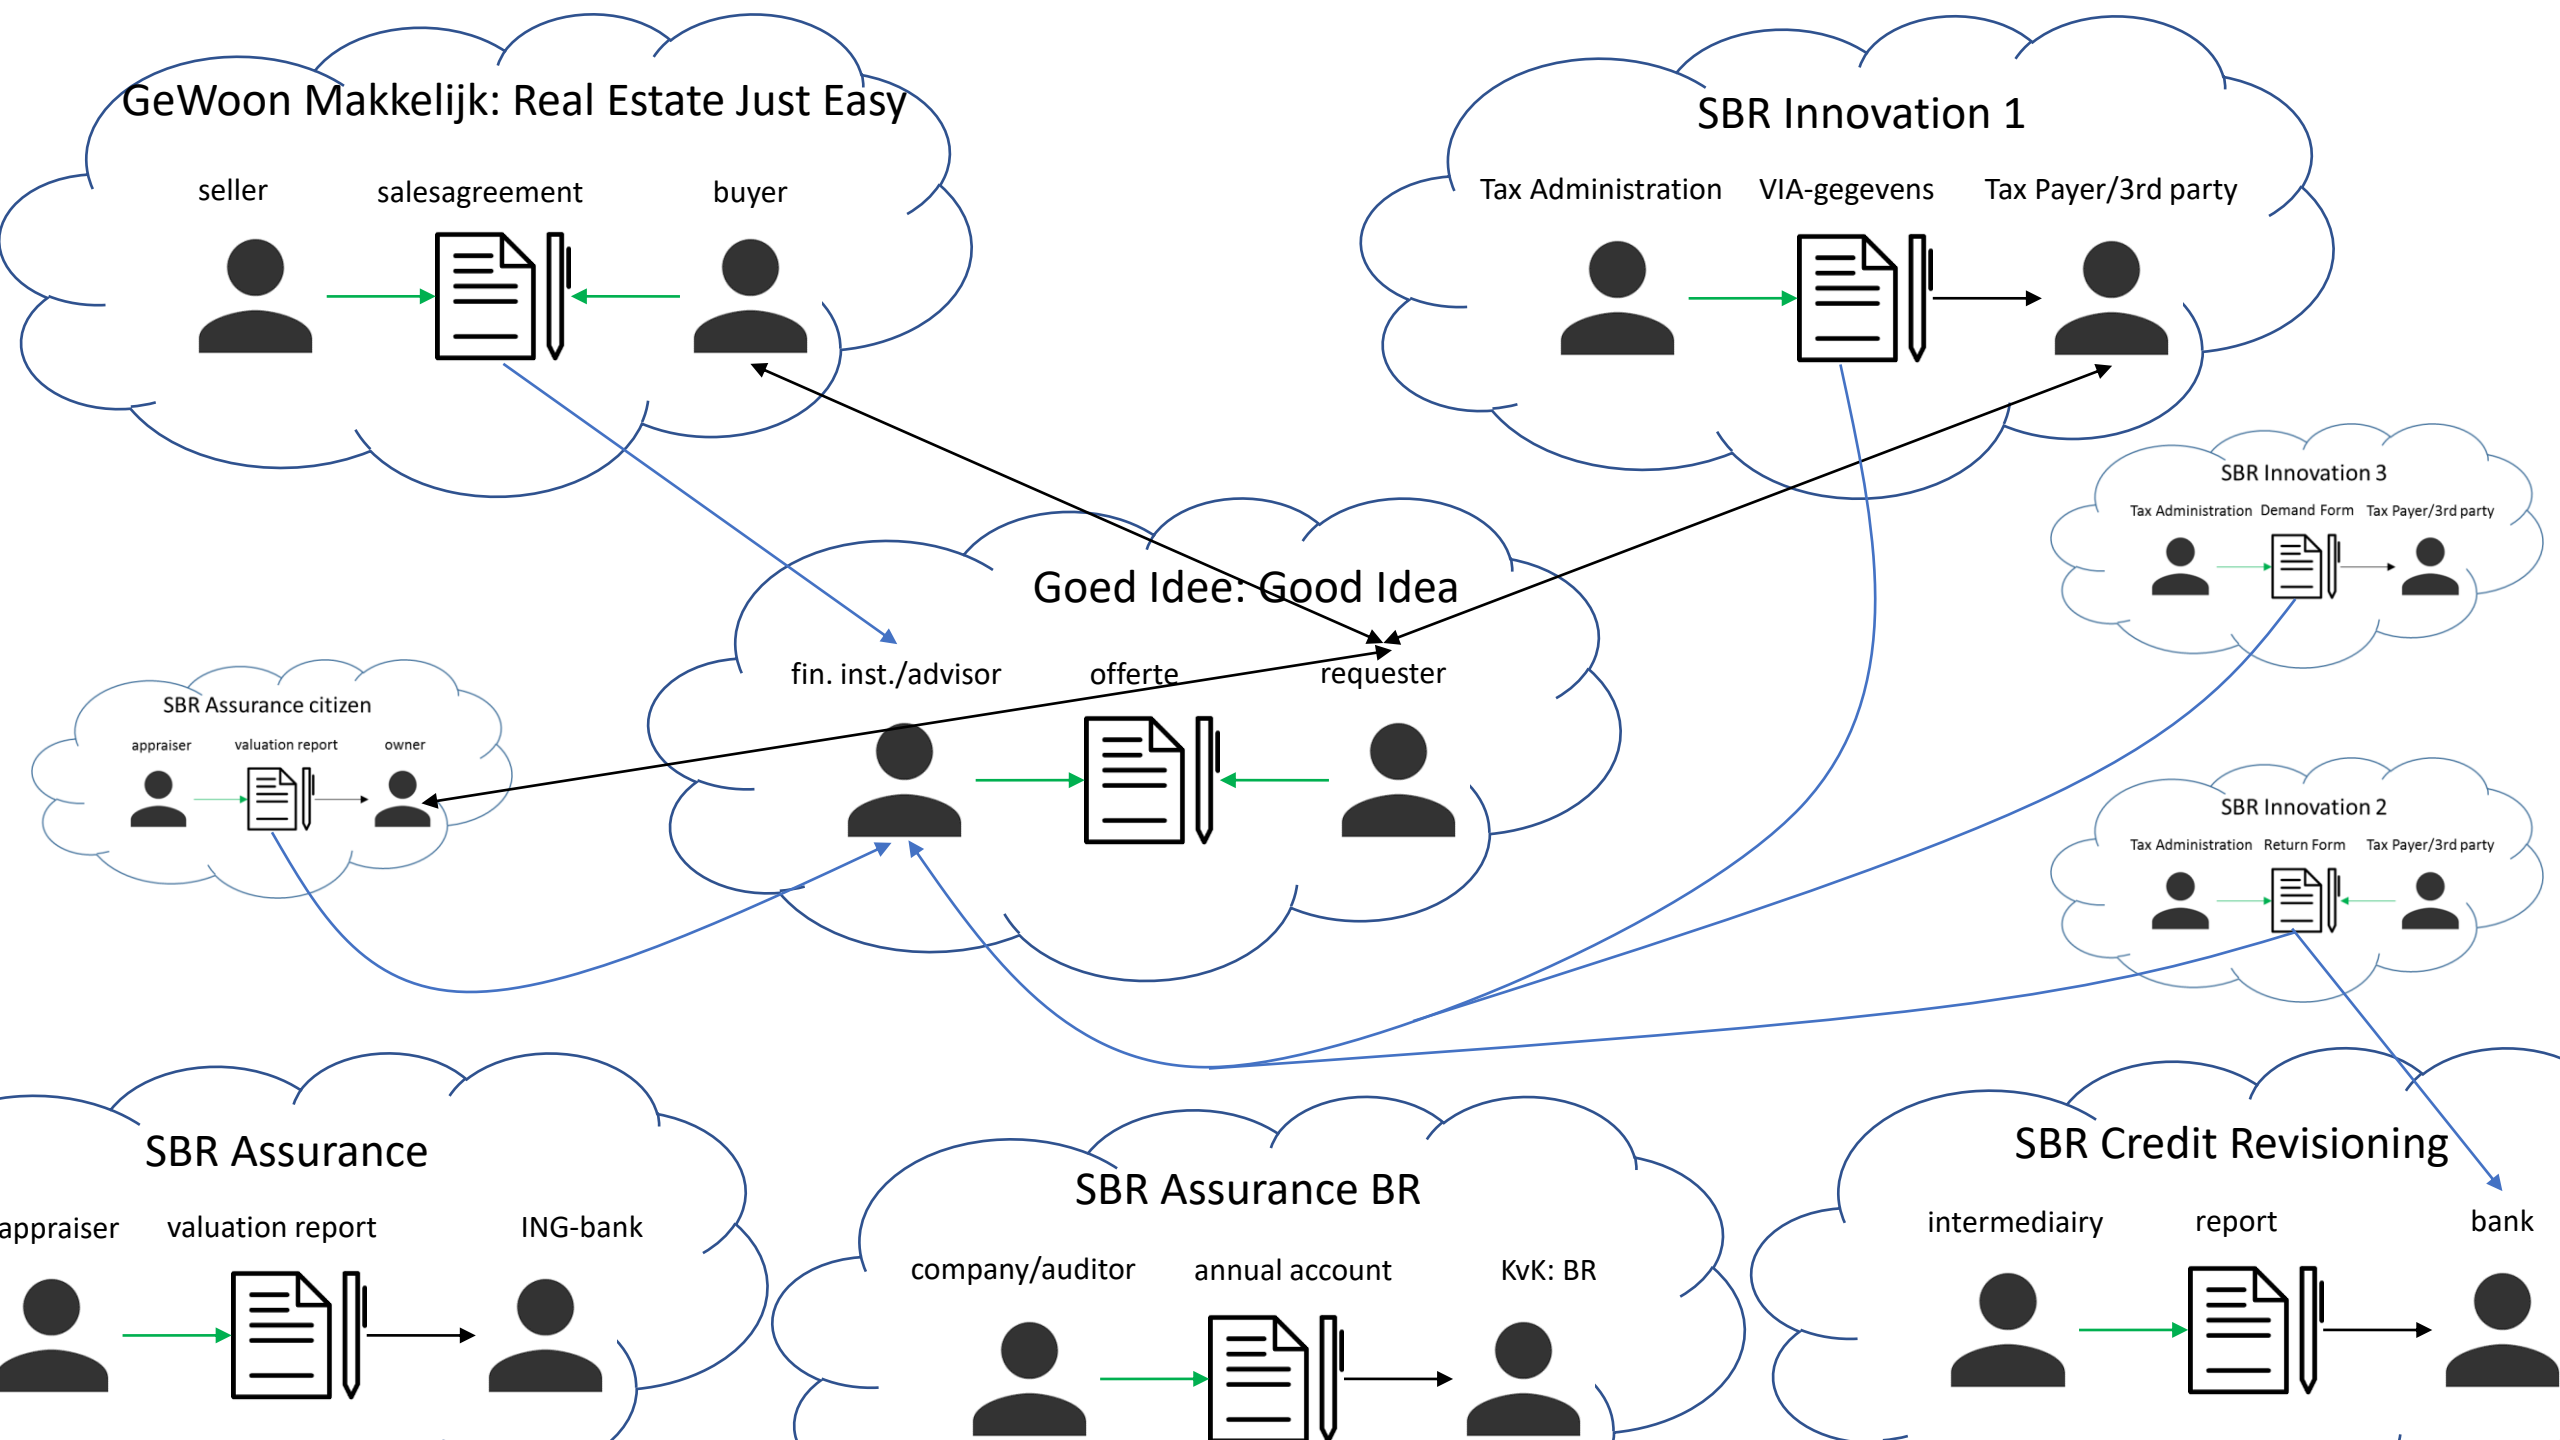 GeWoon Makkelijk: Real Estate Just Easy
seller
salesagreement
buyer
SBR Innovation 1
Tax Administration
VIA-gegevens
Tax Payer/3rd party
SBR Innovation 3
Tax Administration
Demand Form
Tax Payer/3rd party
Goed Idee: Good Idea
fin. inst./advisor
offerte
requester
SBR Assurance citizen
appraiser
valuation report
owner
SBR Innovation 2
Tax Administration
Return Form
Tax Payer/3rd party
SBR Assurance
appraiser
valuation report
ING-bank
SBR Assurance BR
company/auditor
annual account
KvK: BR
SBR Credit Revisioning
intermediairy
report
bank